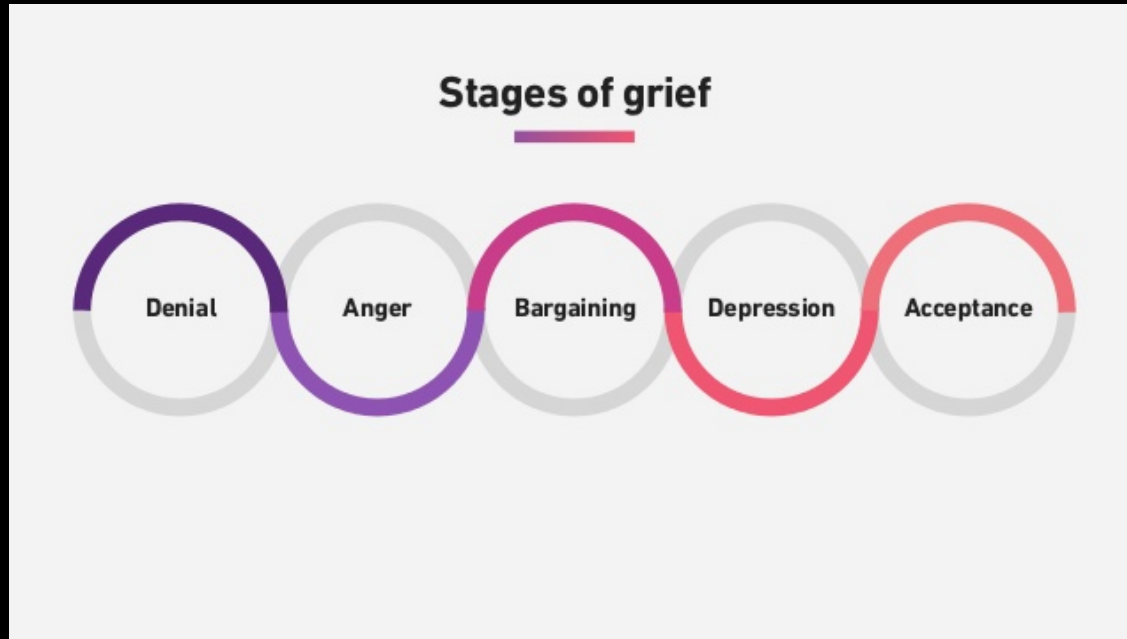 Stages of grief
Denial
Anger
Bargaining
Depression
Acceptance